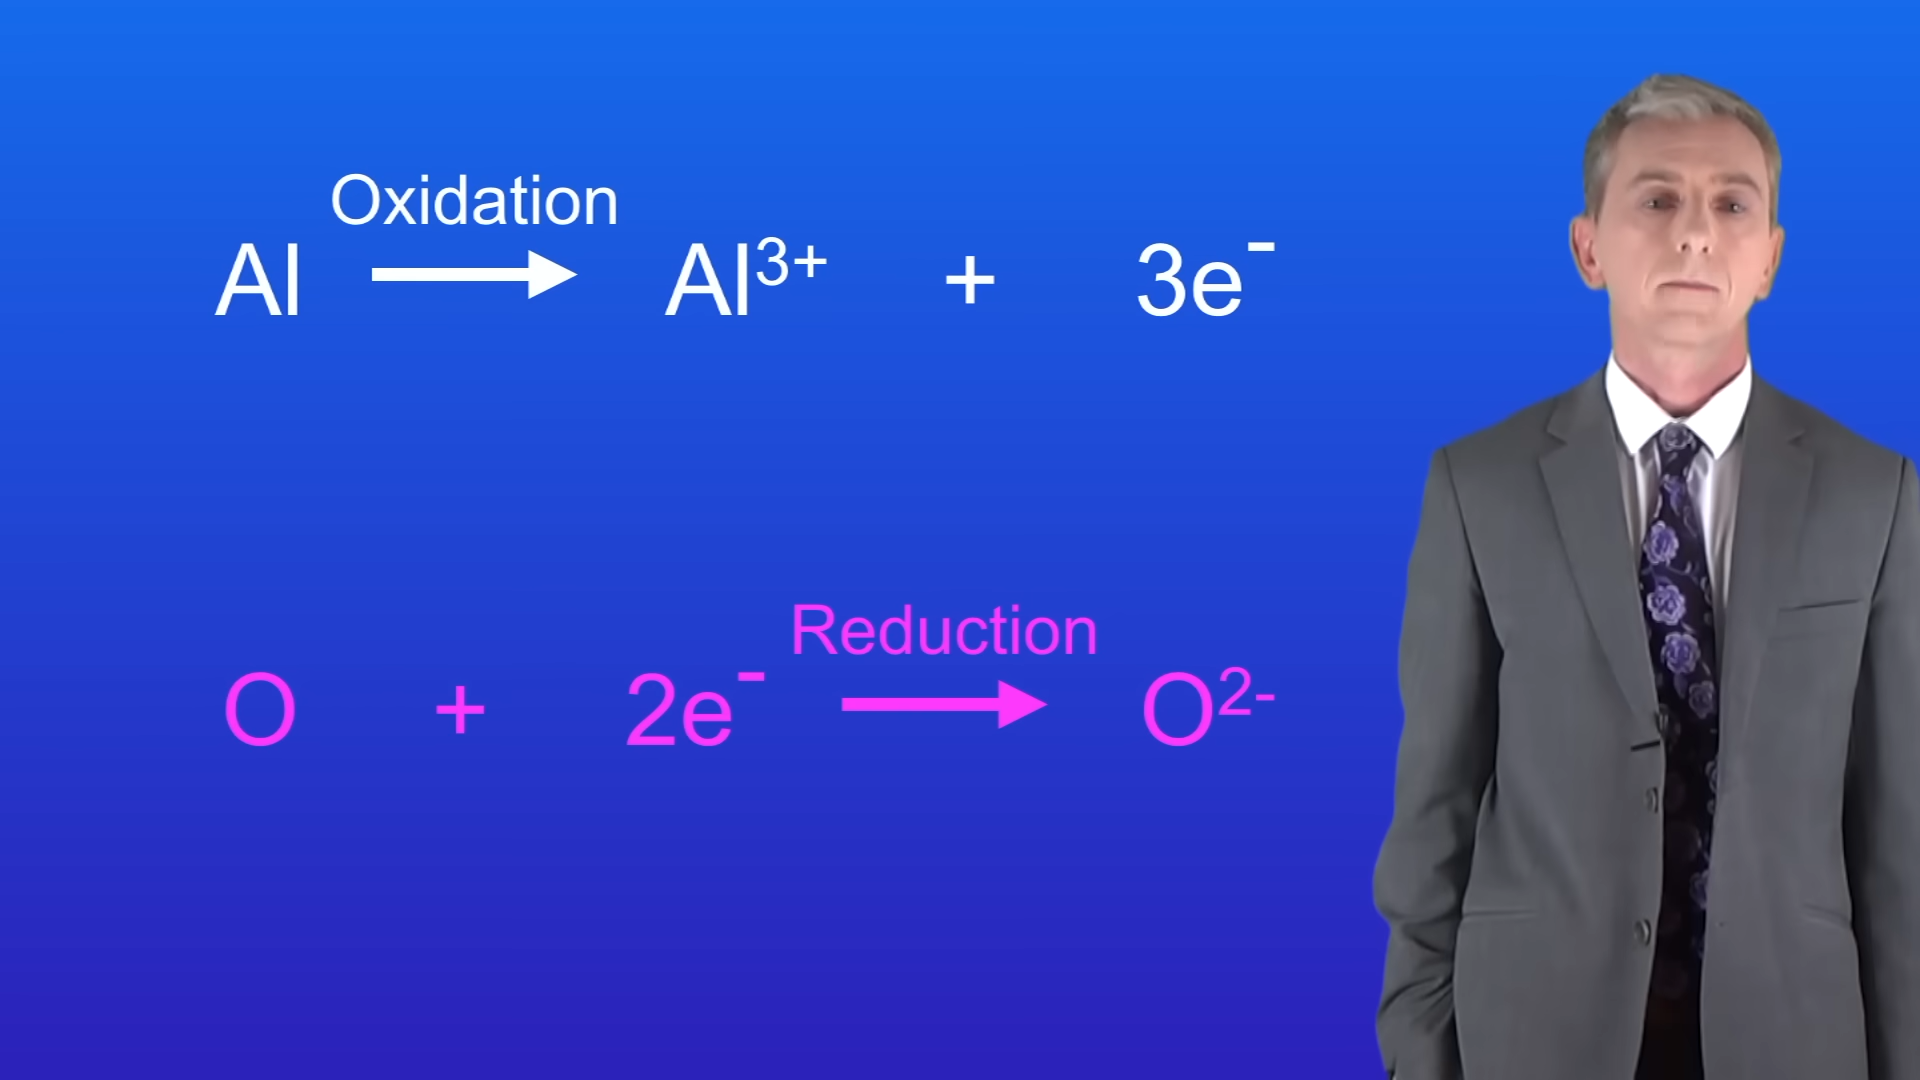 Oxidation
Al → Al³⁺ + 3e⁻
Reduction
O + 2e⁻ → O²⁻